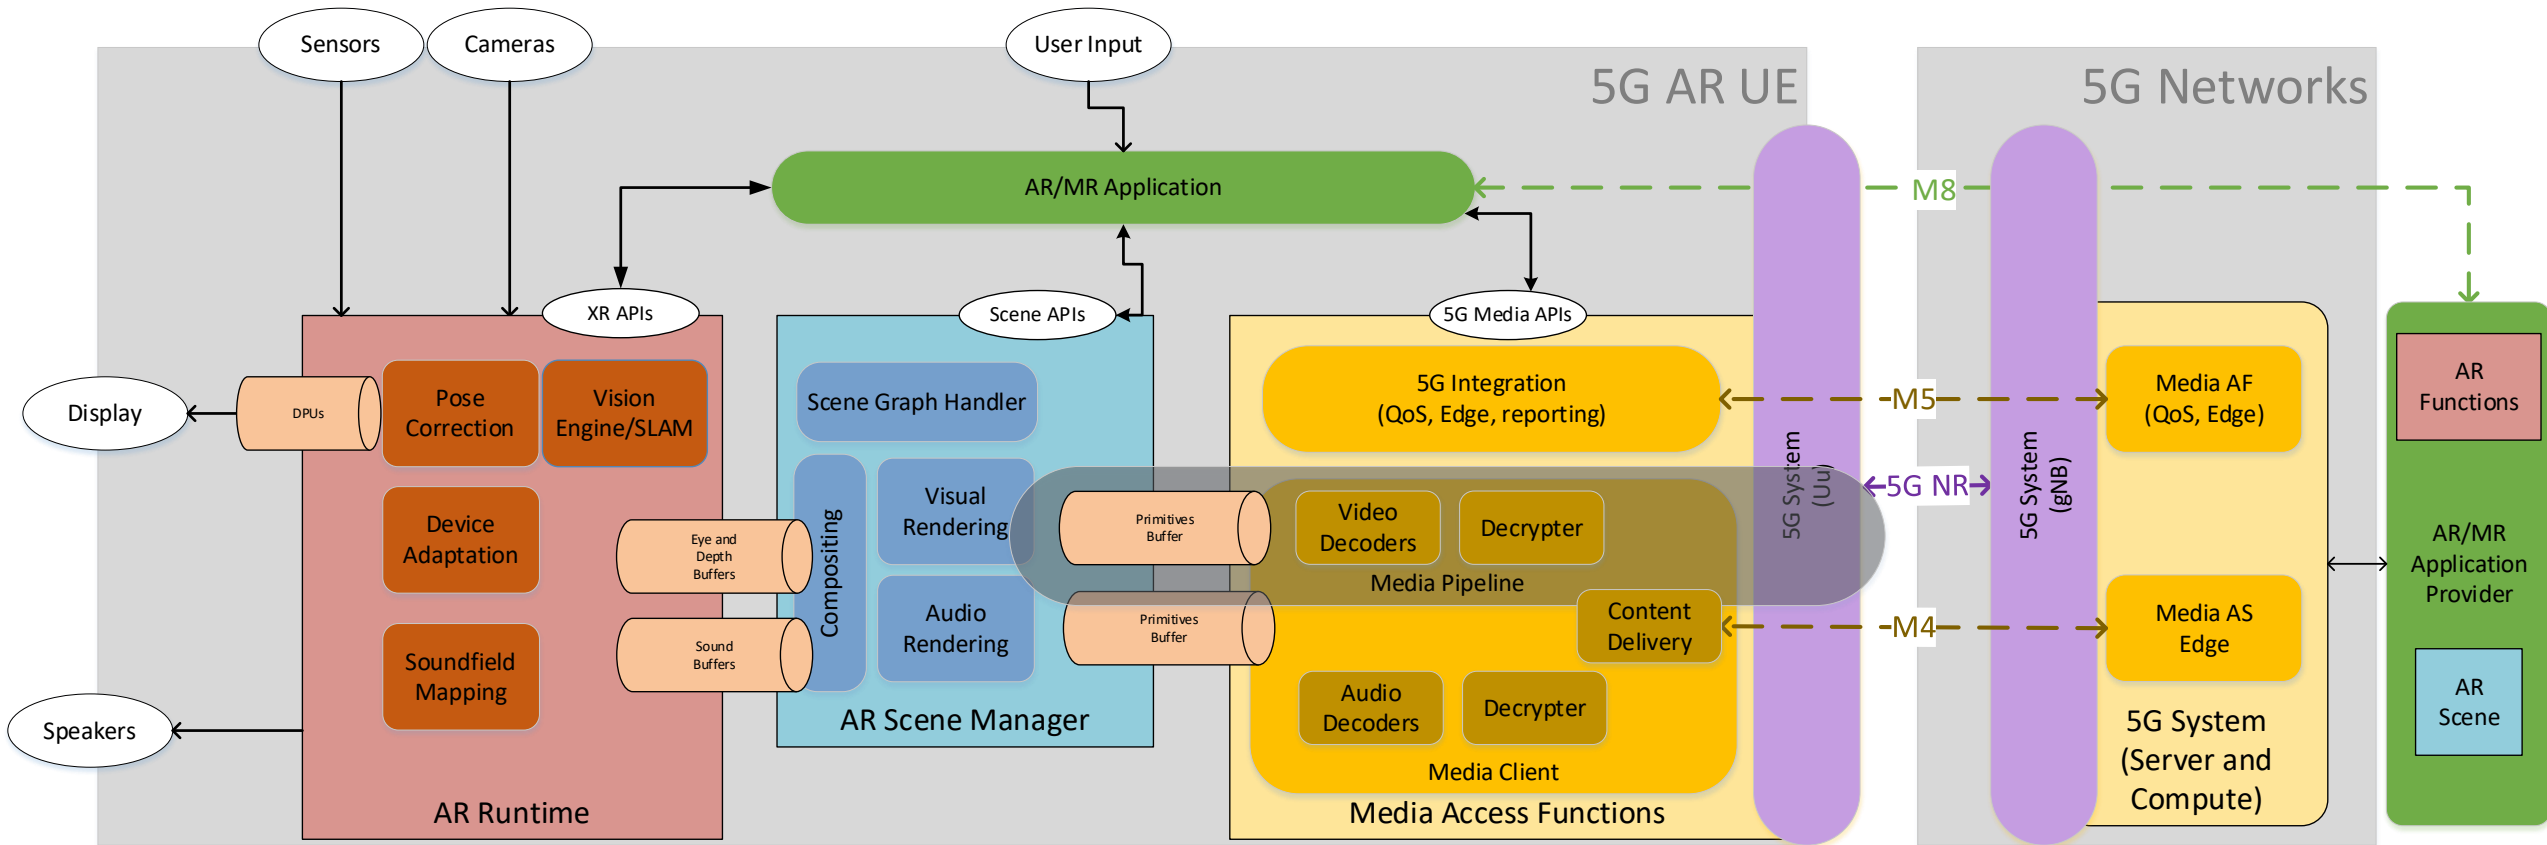 Sensors
Cameras
User Input
5G AR UE
5G Networks
AR/MR Application
M8
XR APIs
Scene APIs
5G Media APIs
Display
DPUs
Pose
Correction
Vision
Engine/SLAM
Device
Adaptation
Soundfield
Mapping
Speakers
AR Runtime
Eye and
Depth
Buffers
Sound
Buffers
Scene Graph Handler
Compositing
Visual
Rendering
Audio
Rendering
AR Scene Manager
Primitives
Buffer
Primitives
Buffer
5G Integration
(QoS, Edge, reporting)
Video
Decoders
Decrypter
Media Pipeline
Content
Delivery
Audio
Decoders
Decrypter
Media Client
Media Access Functions
5G System
(Uu)
M5
5G NR
M4
5G System
(gNB)
Media AF
(QoS, Edge)
Media AS
Edge
5G System
(Server and
Compute)
AR
Functions
AR/MR
Application
Provider
AR
Scene